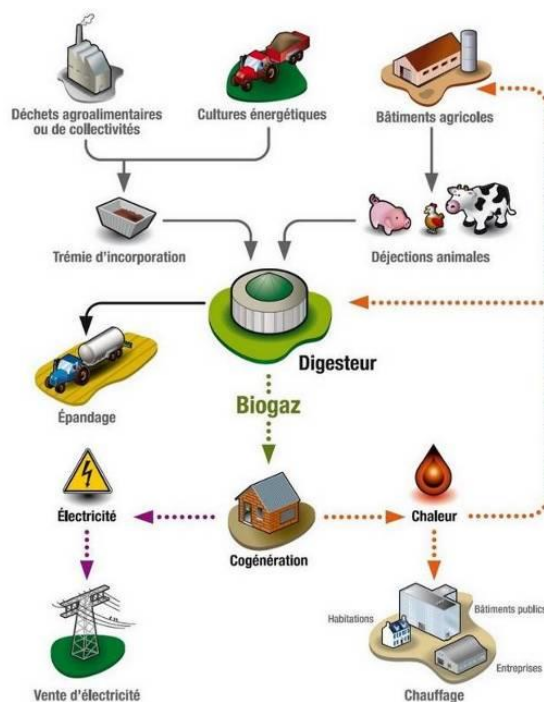 Déchets agroalimentaires
ou de collectivités
Cultures énergétiques
Bâtiments agricoles
Trémie d'incorporation
Déjections animales
Digesteur
Biogaz
Épandage
Électricité
Cogénération
Chaleur
Habitations
Bâtiments publics
Entreprises
Vente d'électricité
Chauffage